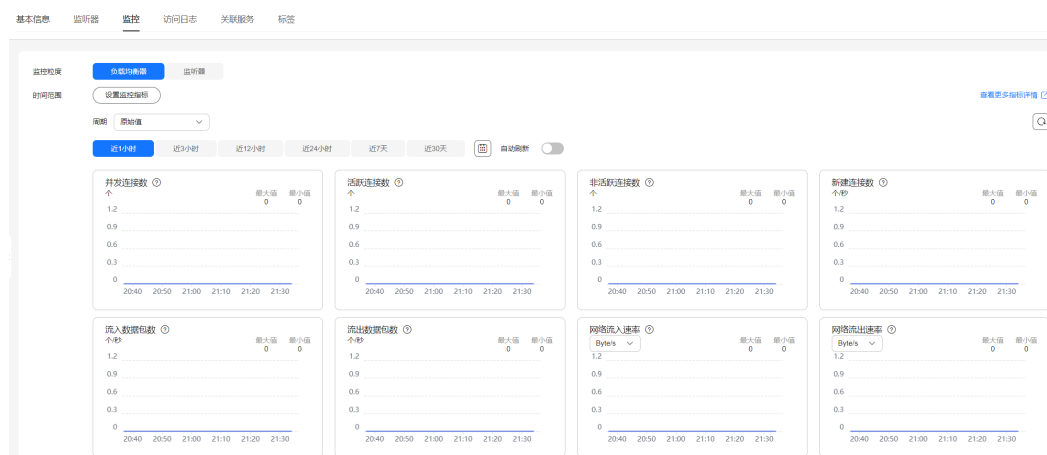 基本信息 监听器 监控 访问日志 关联服务 标签
监控粒度 负载均衡器 监听器
时间范围 设置监控指标 查看更多指标详情
周期 原始值
近1小时 近3小时 近12小时 近24小时 近7天 近30天 自动刷新
并发连接数 活跃连接数 非活跃连接数 新建连接数
个 最大值 最小值 个 最大值 最小值 个 最大值 最小值 个/秒 最大值 最小值
0 0 0 0 0 0 0 0
1.2 1.2 1.2 1.2
0.9 0.9 0.9 0.9
0.6 0.6 0.6 0.6
0.3 0.3 0.3 0.3
0 0 0 0
20:40 20:50 21:00 21:10 21:20 21:30 20:40 20:50 21:00 21:10 21:20 21:30 20:40 20:50 21:00 21:10 21:20 21:30 20:40 20:50 21:00 21:10 21:20 21:30
流入数据包数 流出数据包数 网络流入速率 网络流出速率
个/秒 最大值 最小值 个/秒 最大值 最小值 Byte/s 最大值 最小值 Byte/s 最大值 最小值
0 0 0 0 0 0 0 0
1.2 1.2 1.2 1.2
0.9 0.9 0.9 0.9
0.6 0.6 0.6 0.6
0.3 0.3 0.3 0.3
0 0 0 0
20:40 20:50 21:00 21:10 21:20 21:30 20:40 20:50 21:00 21:10 21:20 21:30 20:40 20:50 21:00 21:10 21:20 21:30 20:40 20:50 21:00 21:10 21:20 21:30